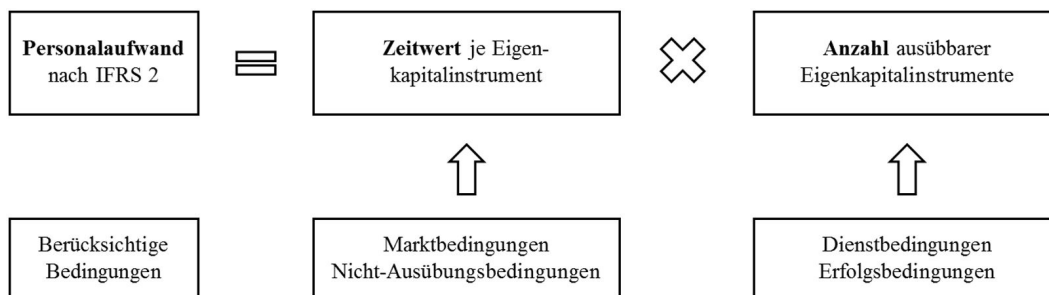 Personalaufwand
nach IFRS 2
Zeitwert je Eigen-
kapitalinstrument
Anzahl ausübbarer
Eigenkapitalinstrumente
Berücksichtige
Bedingungen
Marktbedingungen
Nicht-Ausübungsbedingungen
Dienstbedingungen
Erfolgsbedingungen